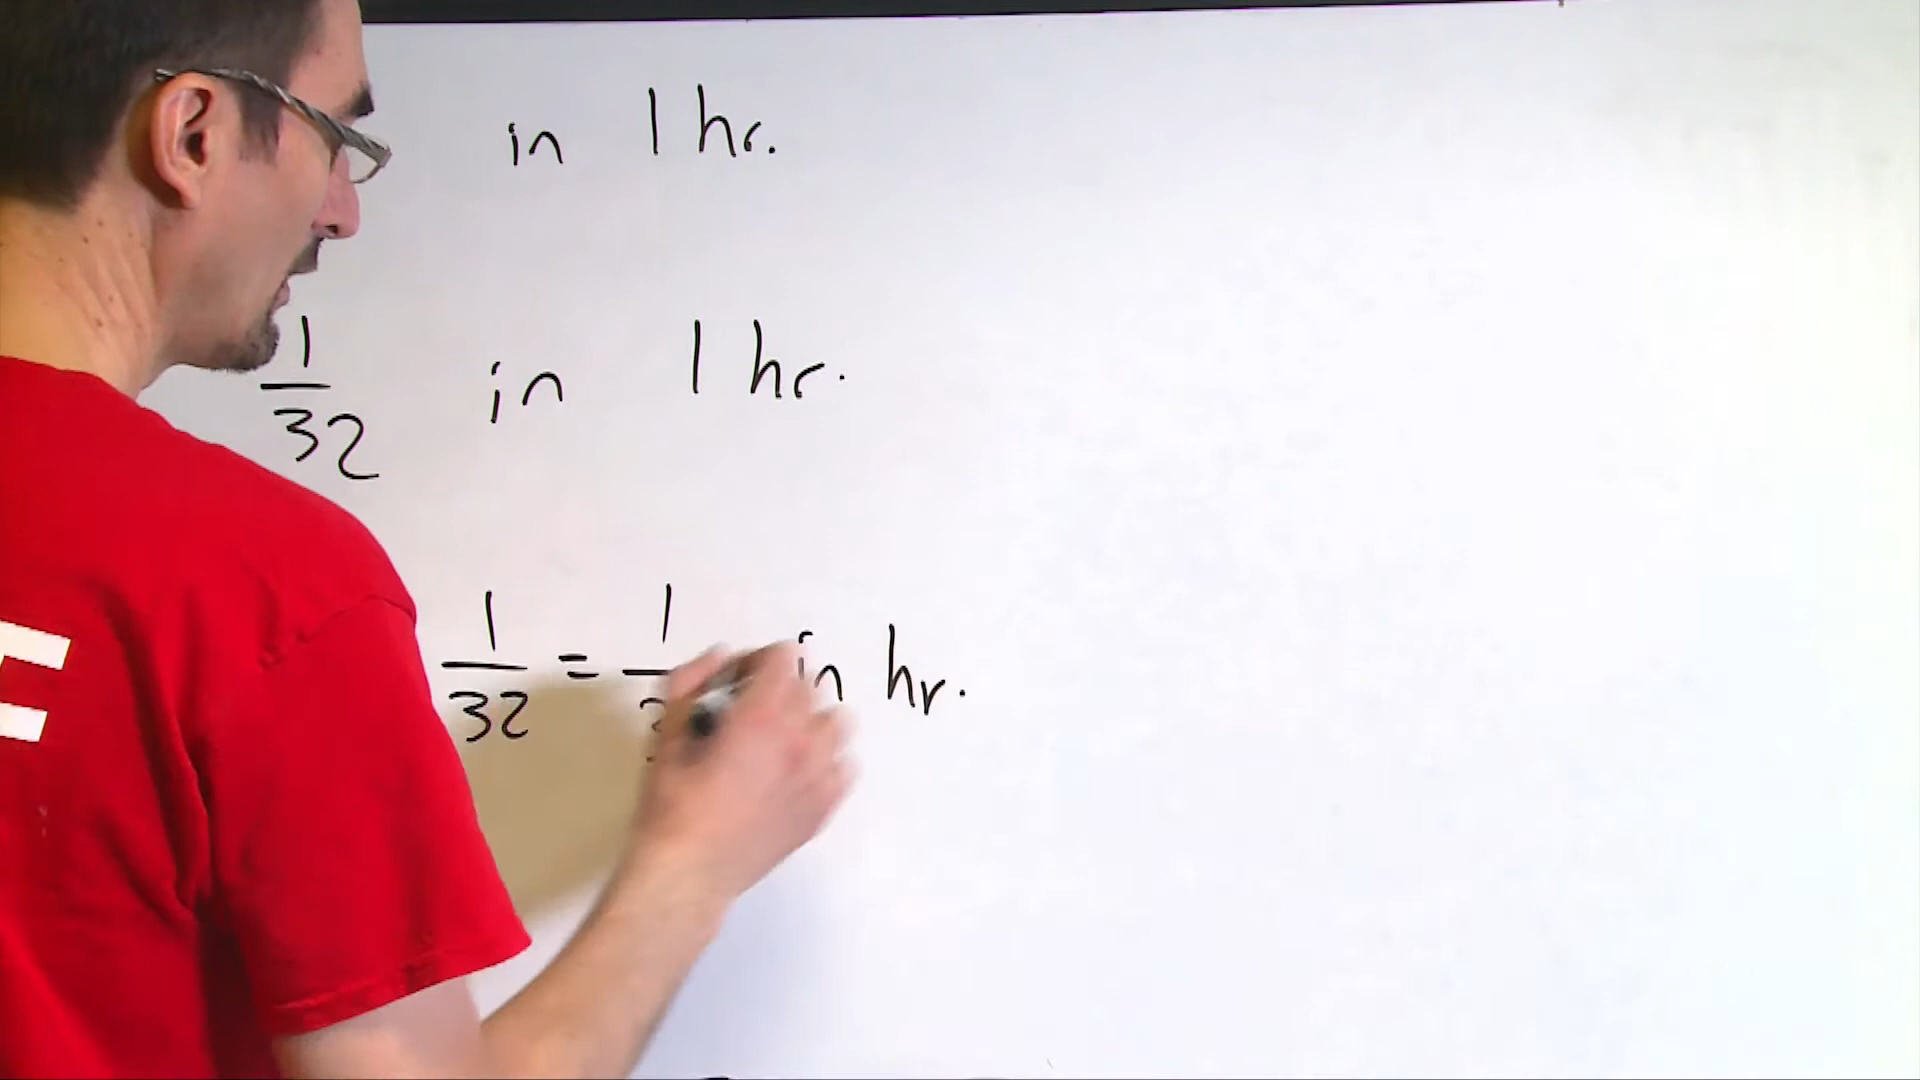 in 1 hr.
1/32 in 1 hr.
1/32 = 1/ in hr.